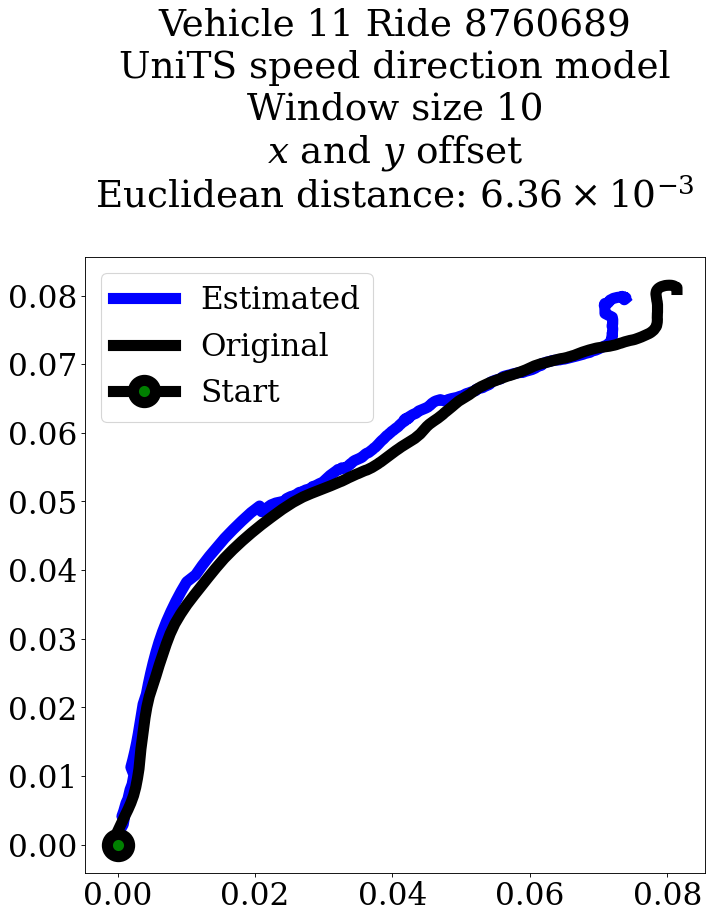 Vehicle 11 Ride 8760689
UniTS speed direction model
Window size 10
x and y offset
Euclidean distance: 6.36 × 10⁻³
Estimated
Original
Start
0.08
0.07
0.06
0.05
0.04
0.03
0.02
0.01
0.00
0.00 0.02 0.04 0.06 0.08